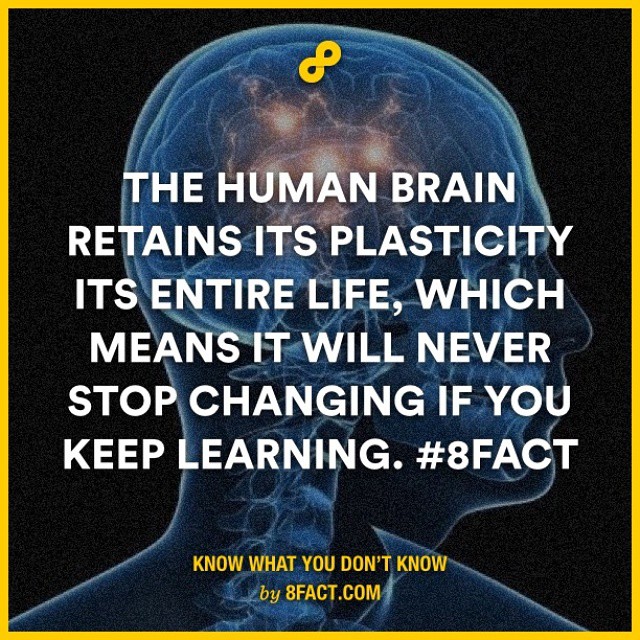 THE HUMAN BRAIN
RETAINS ITS PLASTICITY
ITS ENTIRE LIFE, WHICH
MEANS IT WILL NEVER
STOP CHANGING IF YOU
KEEP LEARNING. #8FACT
KNOW WHAT YOU DON'T KNOW
by 8FACT.COM